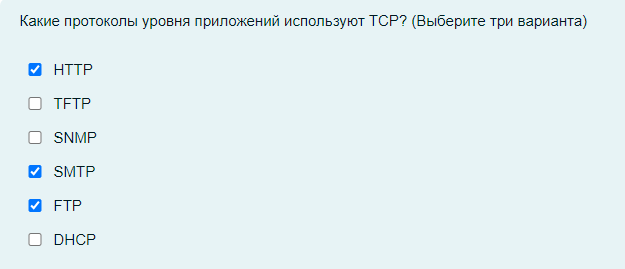 Какие протоколы уровня приложений используют TCP? (Выберите три варианта)
HTTP
TFTP
SNMP
SMTP
FTP
DHCP